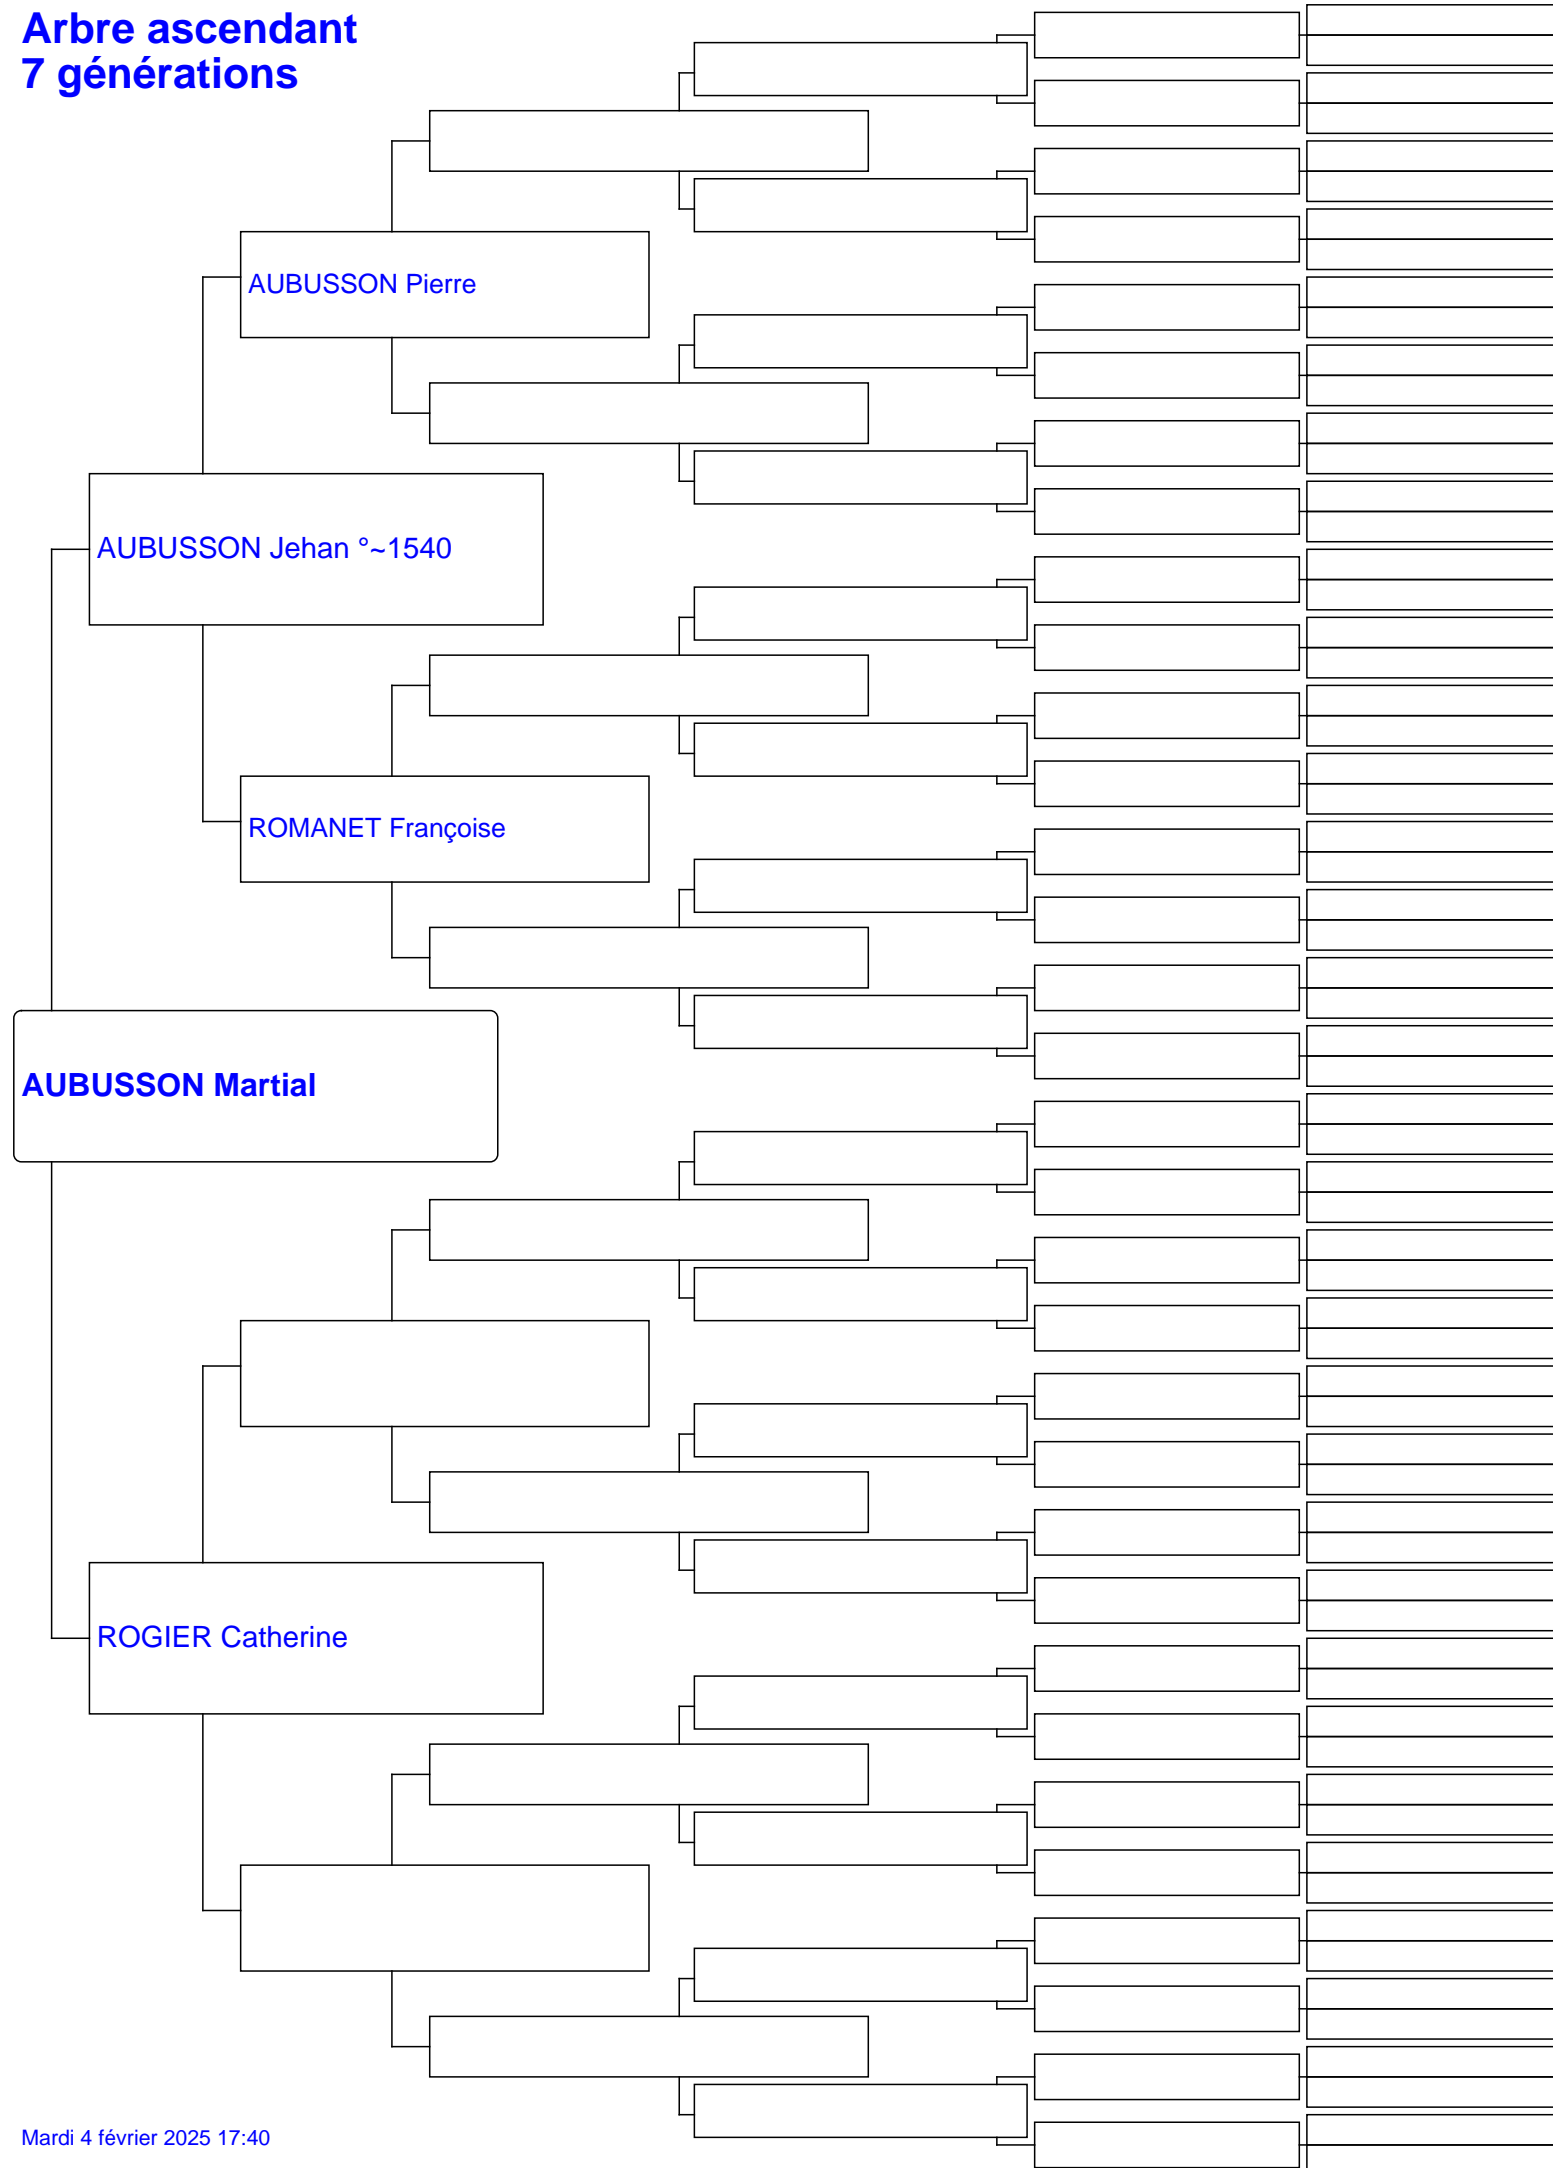 Arbre ascendant
7 générations
AUBUSSON Pierre
AUBUSSON Jehan °~1540
ROMANET Françoise
AUBUSSON Martial
ROGIER Catherine
Mardi 4 février 2025 17:40